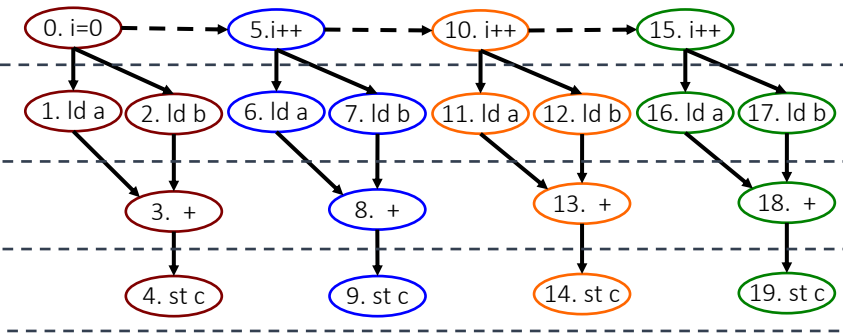 0. i=0
5.i++
10. i++
15. i++
1. ld a
2. ld b
6. ld a
7. ld b
11. ld a
12. ld b
16. ld a
17. ld b
3. +
8. +
13. +
18. +
4. st c
9. st c
14. st c
19. st c